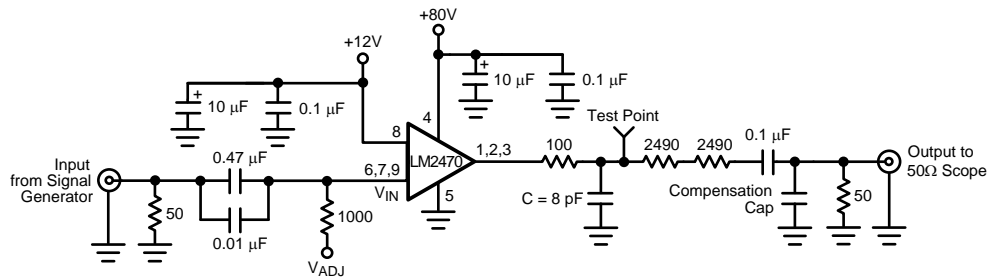 +80V
+12V
10 µF
0.1 µF
10 µF
0.1 µF
4
8
LM2470
1,2,3
6,7,9
V_IN
5
Input
from Signal
Generator
50
0.47 µF
0.01 µF
1000
V_ADJ
100
Test Point
C = 8 pF
2490
2490
0.1 µF
Compensation
Cap
50
Output to
50Ω Scope